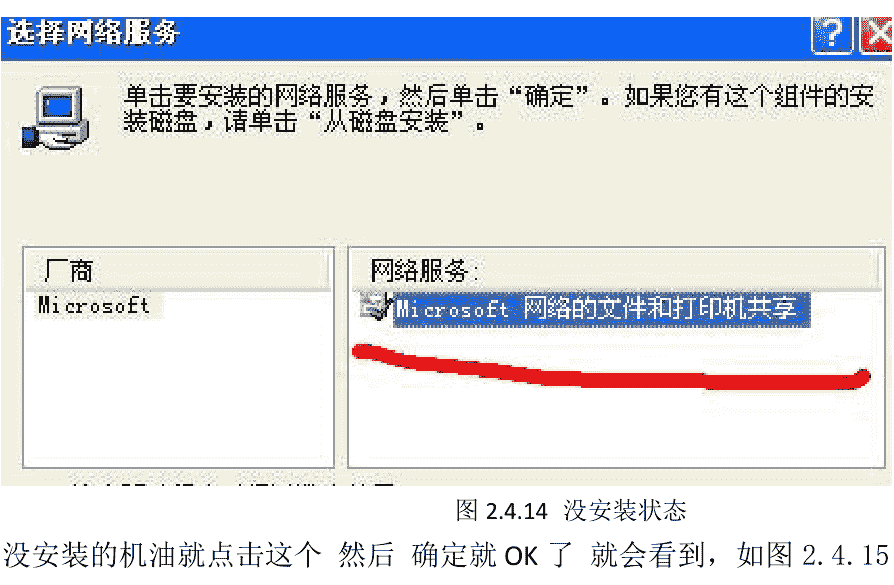 选择网络服务
单击要安装的网络服务，然后单击“确定”。如果您有这个组件的安
装磁盘，请单击“从磁盘安装”。
厂商
网络服务:
Microsoft
Microsoft 网络的文件和打印机共享
图 2.4.14 没安装状态
没安装的机油就点击这个 然后 确定就 OK 了 就会看到，如图 2.4.15